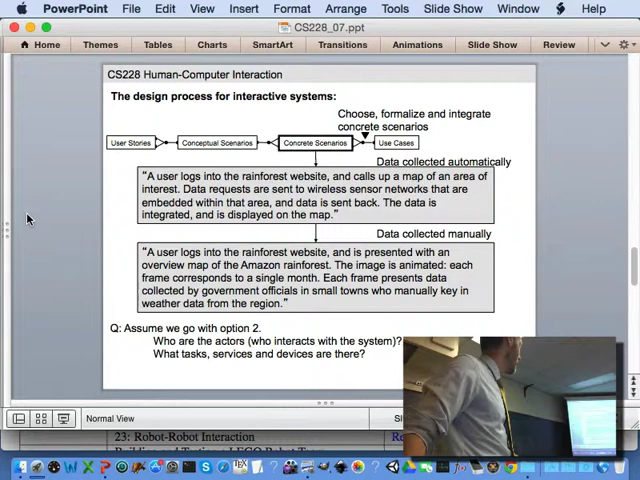 PowerPoint File Edit View Insert Format Arrange Tools Slide Show Window Help
CS228_07.ppt
Home Themes Tables Charts SmartArt Transitions Animations Slide Show Review
CS228 Human-Computer Interaction
The design process for interactive systems:
Choose, formalize and integrate
concrete scenarios
User Stories Conceptual Scenarios Concrete Scenarios Use Cases
Data collected automatically
“A user logs into the rainforest website, and calls up a map of an area of
interest. Data requests are sent to wireless sensor networks that are
embedded within that area, and data is sent back. The data is
integrated, and is displayed on the map.”
Data collected manually
“A user logs into the rainforest website, and is presented with an
overview map of the Amazon rainforest. The image is animated: each
frame corresponds to a single month. Each frame presents data
collected by government officials in small towns who manually key in
weather data from the region.”
Q: Assume we go with option 2.
Who are the actors (who interacts with the system)?
What tasks, services and devices are there?
Normal View
23: Robot-Robot Interaction